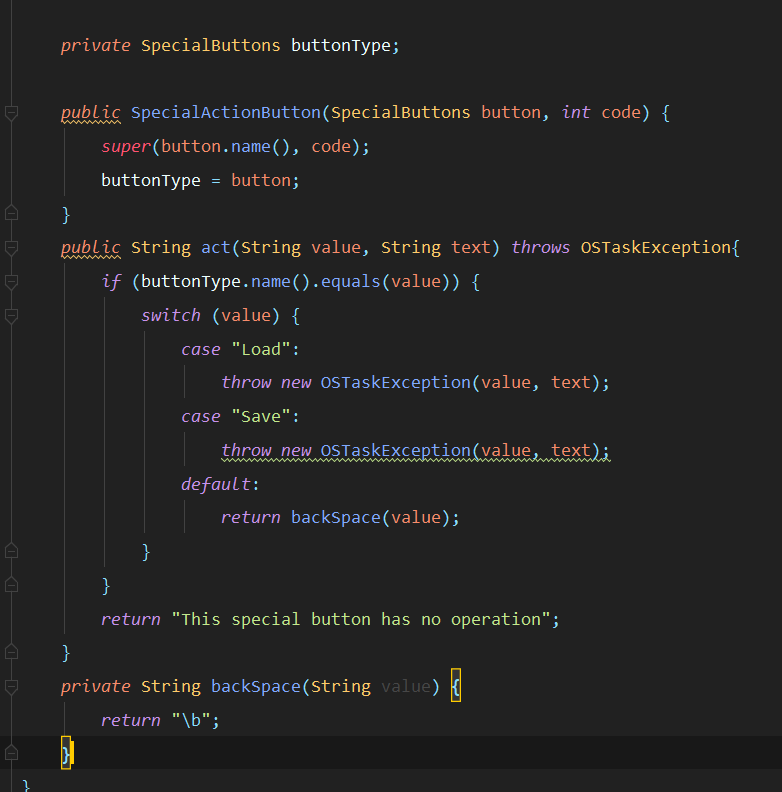 private SpecialButtons buttonType;
public SpecialActionButton(SpecialButtons button, int code) {
super(button.name(), code);
buttonType = button;
}
public String act(String value, String text) throws OSTaskException{
if (buttonType.name().equals(value)) {
switch (value) {
case "Load":
throw new OSTaskException(value, text);
case "Save":
throw new OSTaskException(value, text);
default:
return backSpace(value);
}
}
return "This special button has no operation";
}
private String backSpace(String value) {
return "\b";
}
}